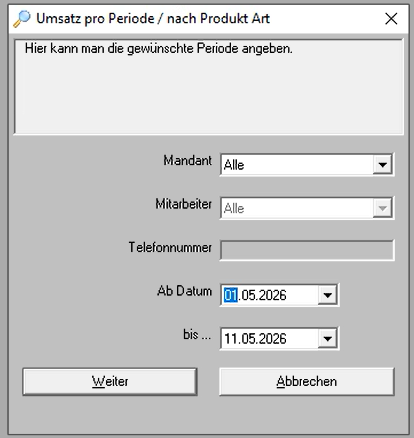 Umsatz pro Periode / nach Produkt Art
Hier kann man die gewünschte Periode angeben.
Mandant Alle
Mitarbeiter Alle
Telefonnummer
Ab Datum 01.05.2026
bis ... 11.05.2026
Weiter Abbrechen